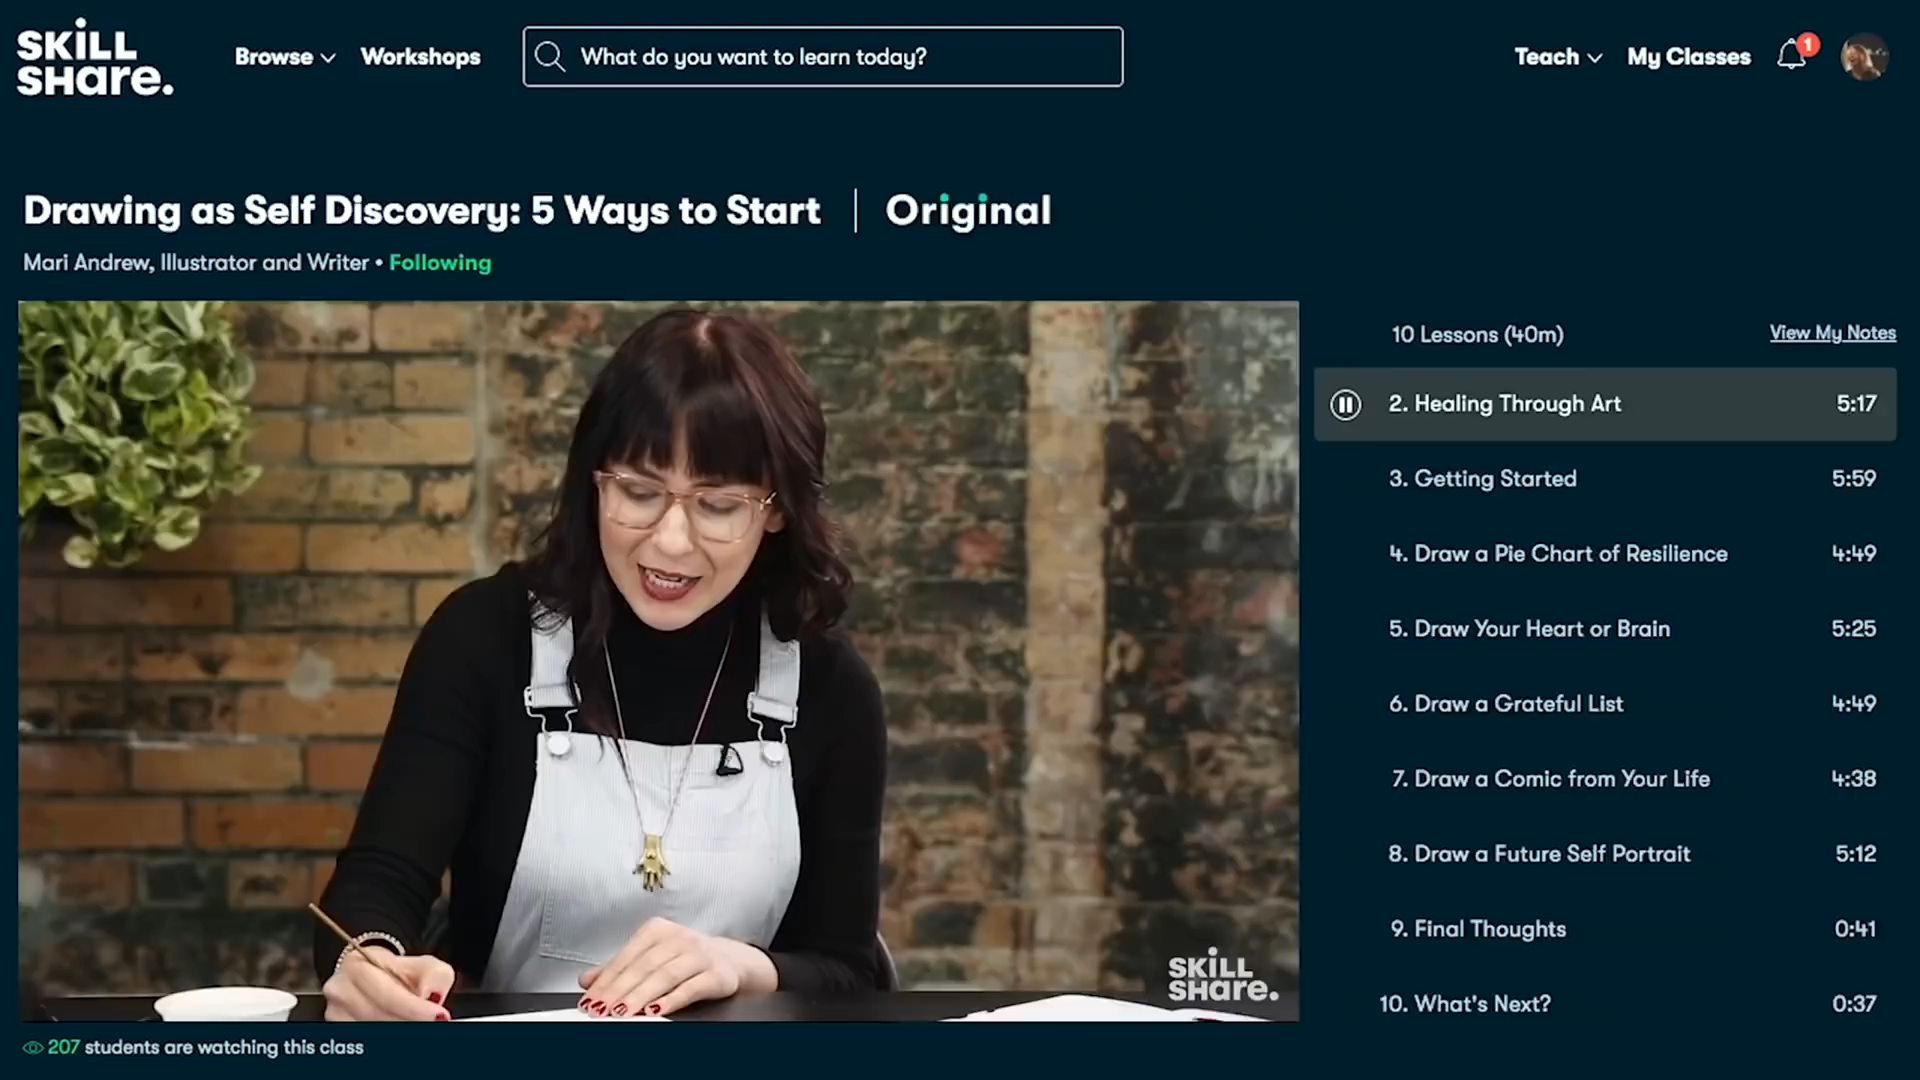 SKILL
SHare.
Browse
Workshops
What do you want to learn today?
Teach
My Classes
1
Drawing as Self Discovery: 5 Ways to Start
Original
Mari Andrew, Illustrator and Writer • Following
10 Lessons (40m)
View My Notes
2. Healing Through Art 5:17
3. Getting Started 5:59
4. Draw a Pie Chart of Resilience 4:49
5. Draw Your Heart or Brain 5:25
6. Draw a Grateful List 4:49
7. Draw a Comic from Your Life 4:38
8. Draw a Future Self Portrait 5:12
9. Final Thoughts 0:41
10. What's Next? 0:37
SKILL
SHare.
207 students are watching this class